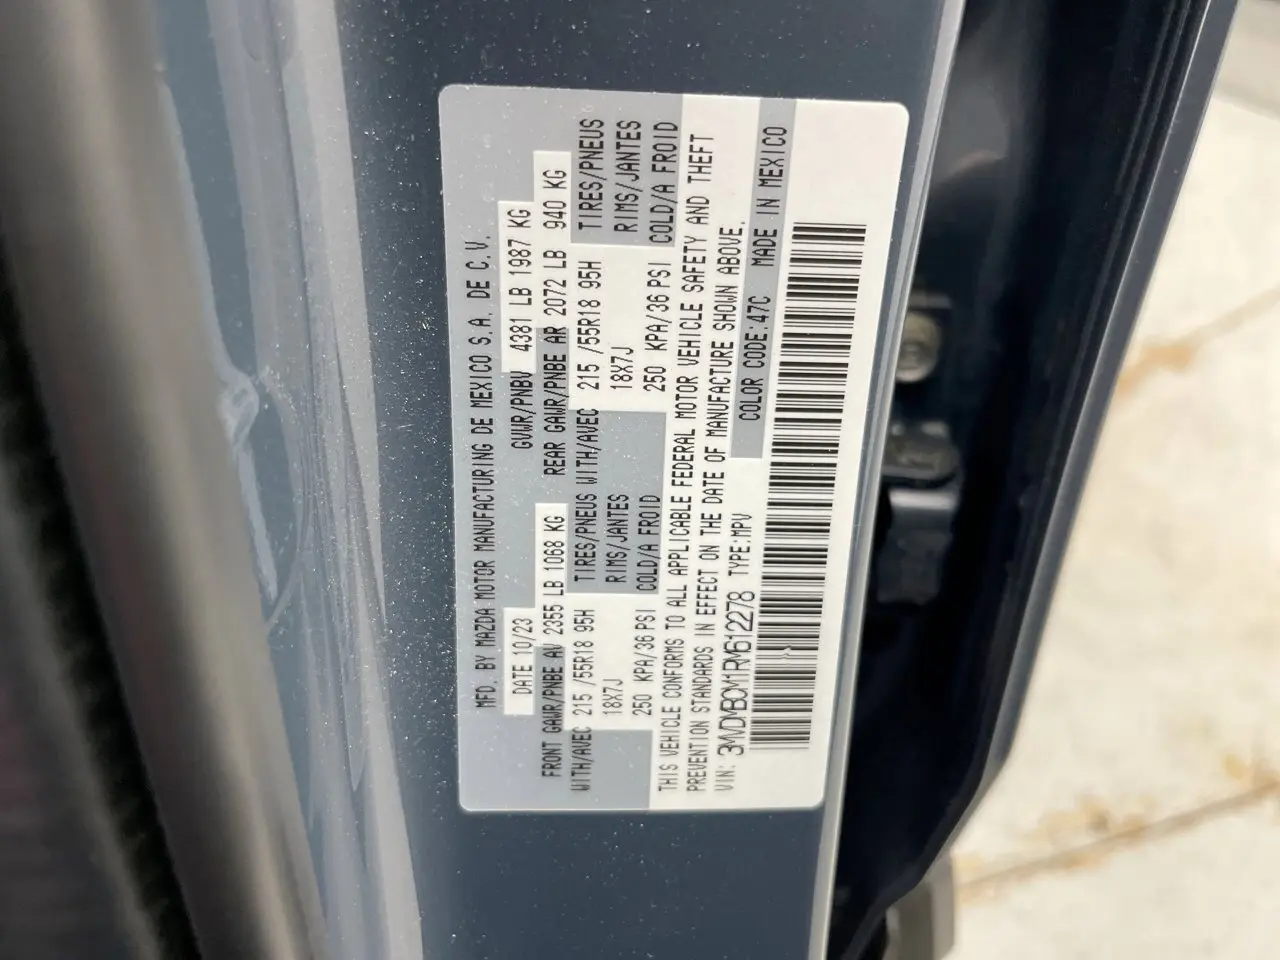 MFD. BY MAZDA MOTOR MANUFACTURING DE MEXICO S.A. DE C.V.
DATE 10/23 GVWR/PNBV 4381 LB 1987 KG
FRONT GAWR/PNBE AV 2355 LB 1068 KG REAR GAWR/PNBE AR 2072 LB 940 KG
WITH/AVEC 215 /55R18 95H TIRES/PNEUS WITH/AVEC 215 /55R18 95H TIRES/PNEUS
18X7J RIMS/JANTES 18X7J RIMS/JANTES
250 KPA/36 PSI COLD/A FROID 250 KPA/36 PSI COLD/A FROID
THIS VEHICLE CONFORMS TO ALL APPLICABLE FEDERAL MOTOR VEHICLE SAFETY AND THEFT
PREVENTION STANDARDS IN EFFECT ON THE DATE OF MANUFACTURE SHOWN ABOVE.
VIN: 3MVDMBCM1RM612278 TYPE:MPV COLOR CODE:47C MADE IN MEXICO